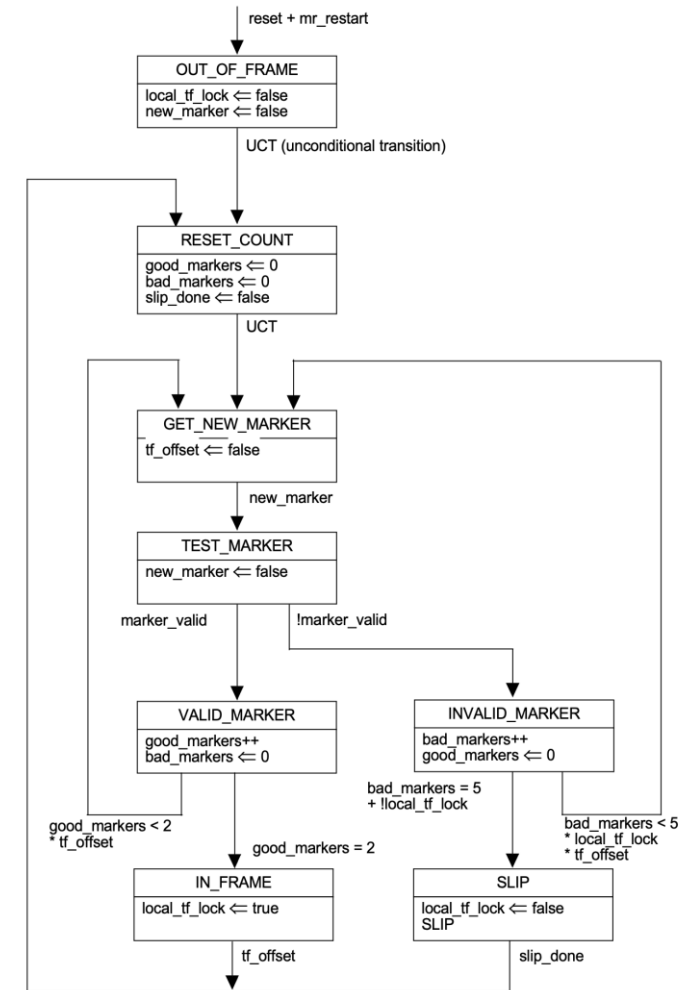 reset + mr_restart
OUT_OF_FRAME
local_tf_lock ⇐ false
new_marker ⇐ false
UCT (unconditional transition)
RESET_COUNT
good_markers ⇐ 0
bad_markers ⇐ 0
slip_done ⇐ false
UCT
GET_NEW_MARKER
tf_offset ⇐ false
new_marker
TEST_MARKER
new_marker ⇐ false
marker_valid
!marker_valid
VALID_MARKER
good_markers++
bad_markers ⇐ 0
INVALID_MARKER
bad_markers++
good_markers ⇐ 0
good_markers < 2
* tf_offset
good_markers = 2
bad_markers = 5
+ !local_tf_lock
bad_markers < 5
* local_tf_lock
* tf_offset
IN_FRAME
local_tf_lock ⇐ true
SLIP
local_tf_lock ⇐ false
SLIP
tf_offset
slip_done